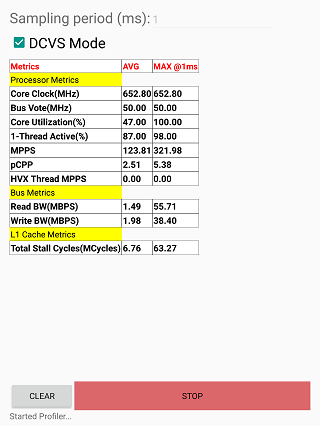 Sampling period (ms): 1
DCVS Mode
Metrics AVG MAX @1ms
Processor Metrics
Core Clock(MHz) 652.80 652.80
Bus Vote(MHz) 50.00 50.00
Core Utilization(%) 47.00 100.00
1-Thread Active(%) 87.00 98.00
MPPS 123.81 321.98
pCPP 2.51 5.38
HVX Thread MPPS 0.00 0.00
Bus Metrics
Read BW(MBPS) 1.49 55.71
Write BW(MBPS) 1.98 38.40
L1 Cache Metrics
Total Stall Cycles(MCycles) 6.76 63.27
CLEAR STOP
Started Profiler...